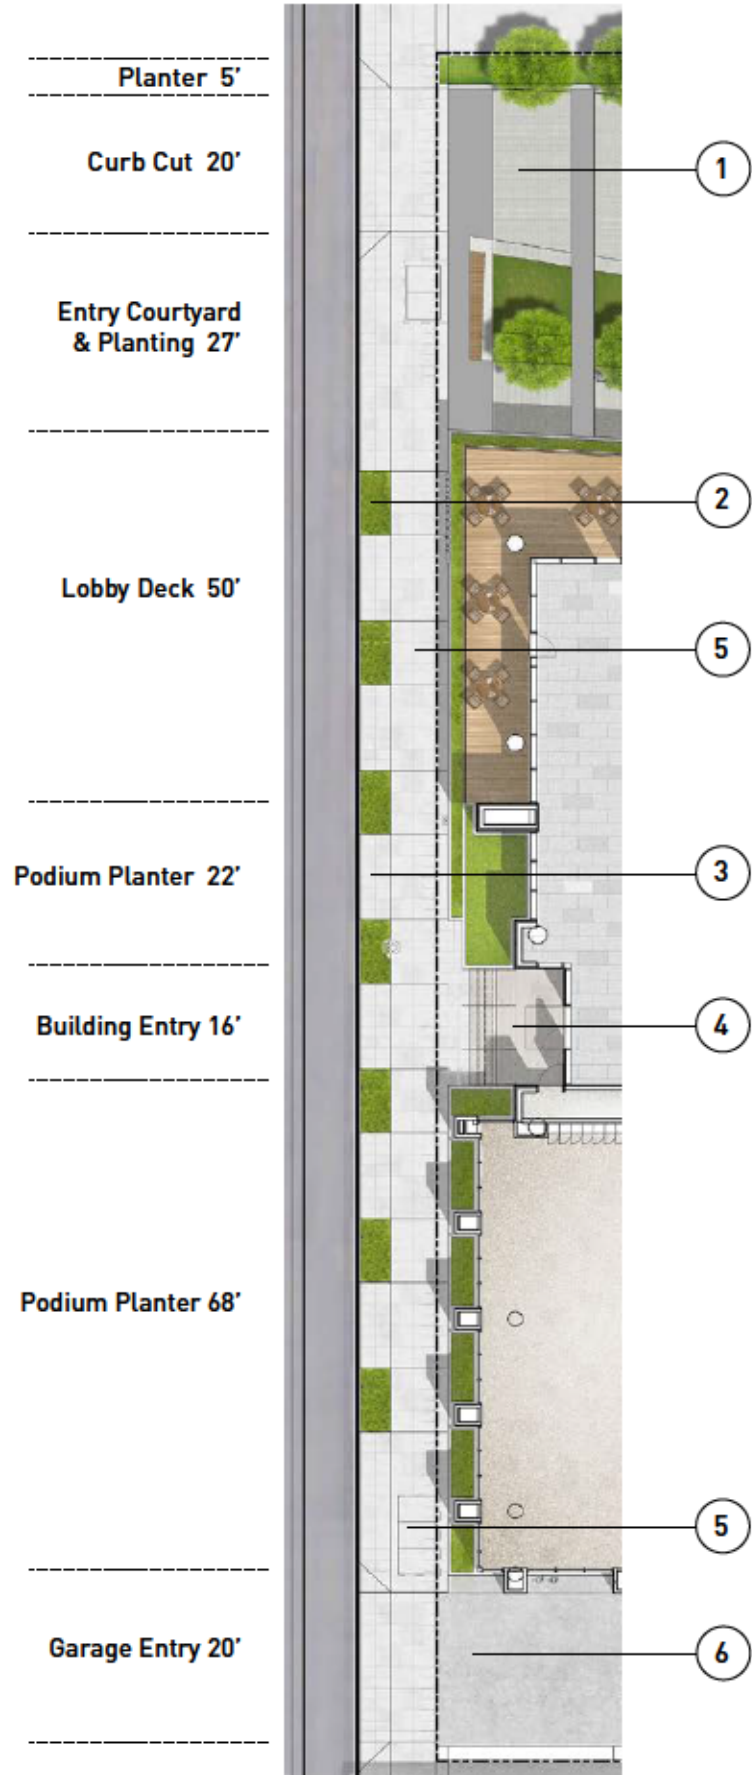 Planter 5′
Curb Cut 20′
1
Entry Courtyard
& Planting 27′
2
Lobby Deck 50′
5
Podium Planter 22′
3
Building Entry 16′
4
Podium Planter 68′
5
Garage Entry 20′
6